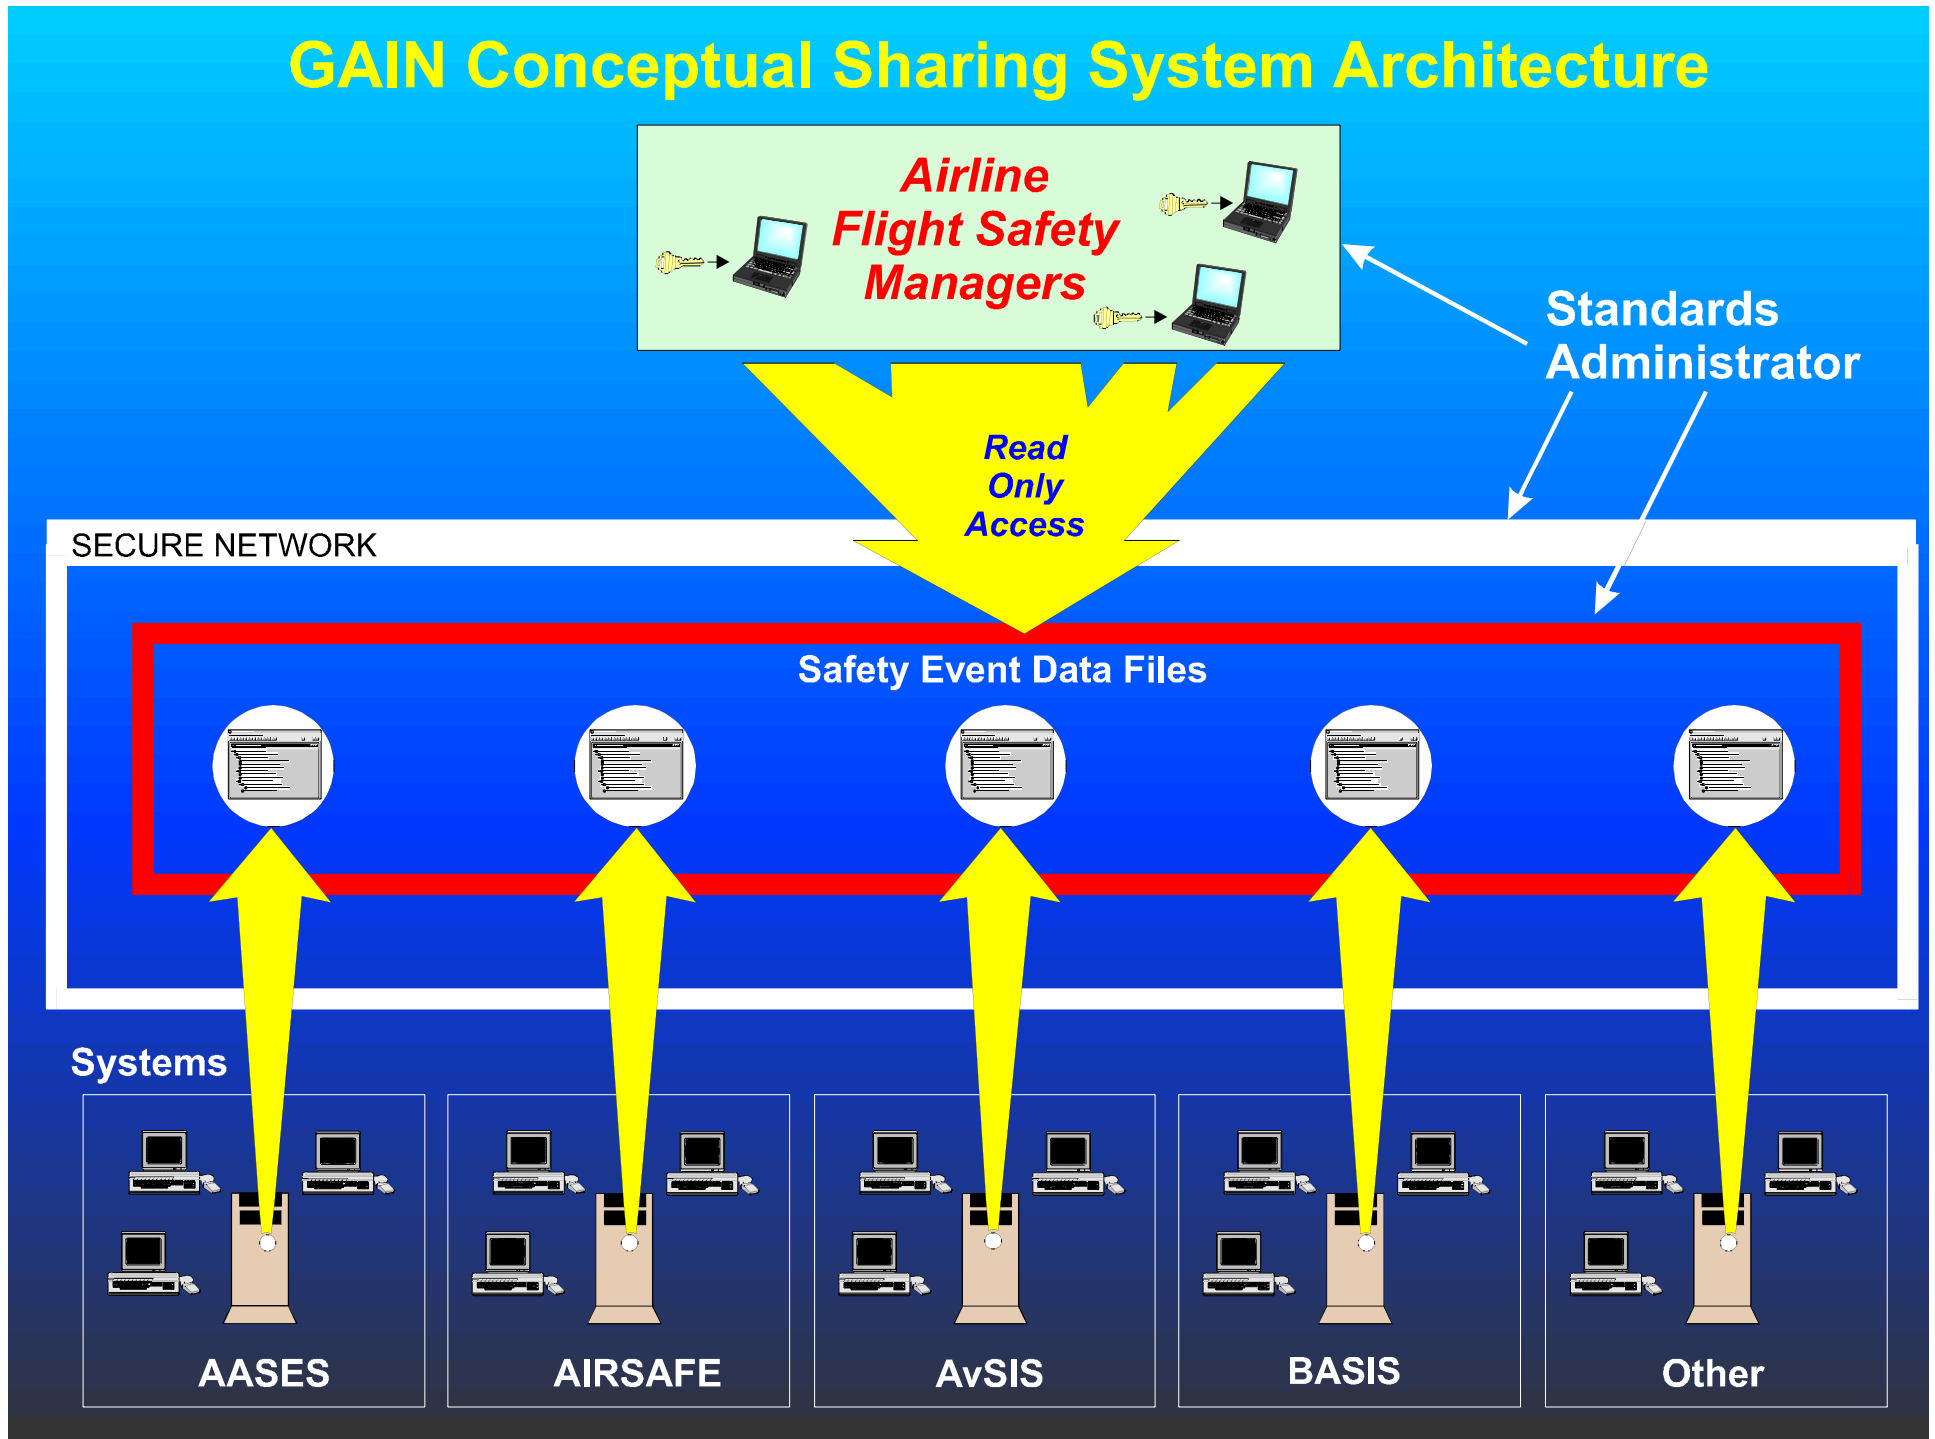 GAIN Conceptual Sharing System Architecture
Airline
Flight Safety
Managers
Standards
Administrator
Read
Only
Access
SECURE NETWORK
Safety Event Data Files
Systems
AASES
AIRSAFE
AvSIS
BASIS
Other